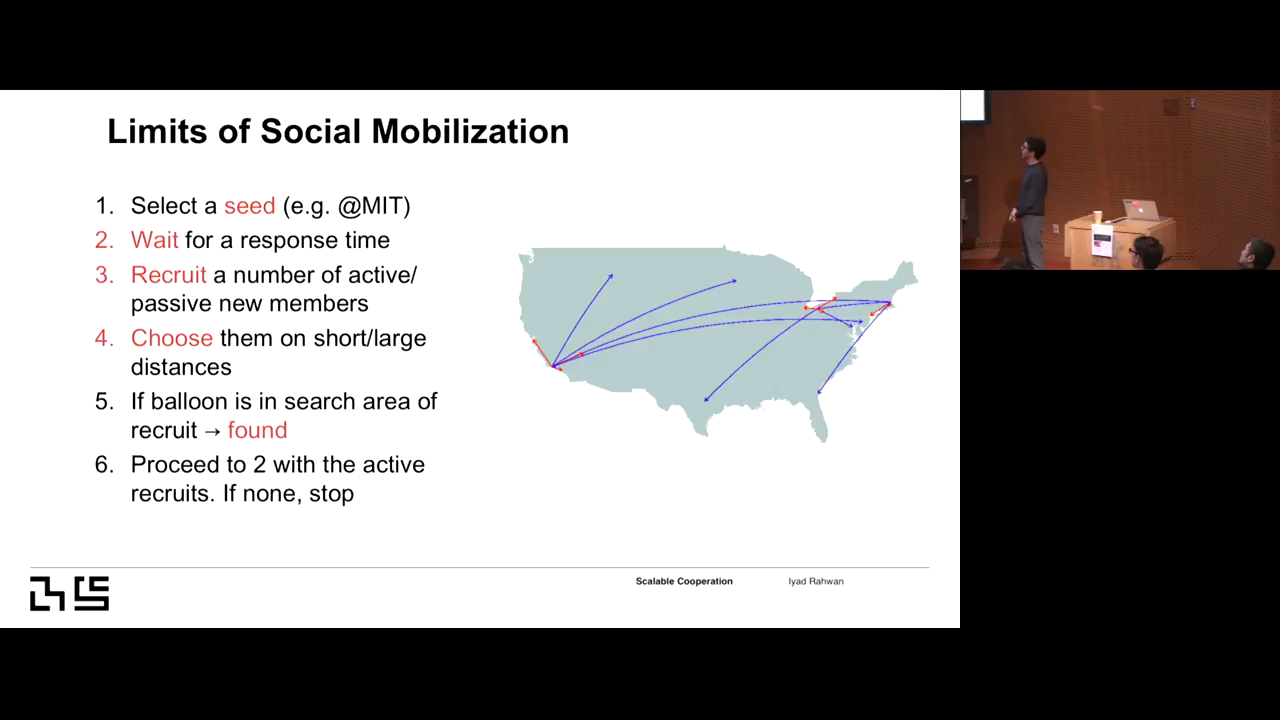 Limits of Social Mobilization
1. Select a seed (e.g. @MIT)
2. Wait for a response time
3. Recruit a number of active/
passive new members
4. Choose them on short/large
distances
5. If balloon is in search area of
recruit → found
6. Proceed to 2 with the active
recruits. If none, stop
Scalable Cooperation
Iyad Rahwan